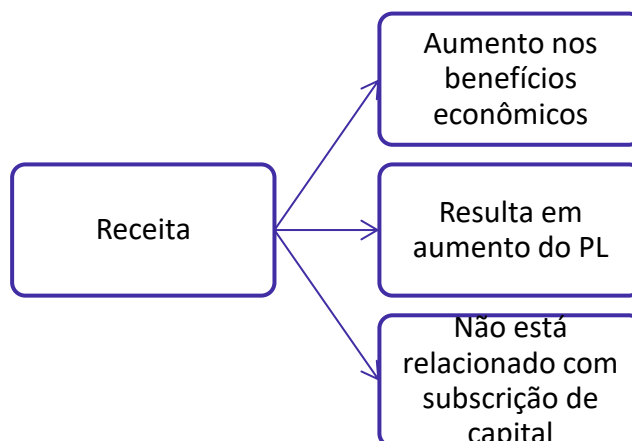 Aumento nos
benefícios
econômicos
Receita
Resulta em
aumento do PL
Não está
relacionado com
subscrição de
capital